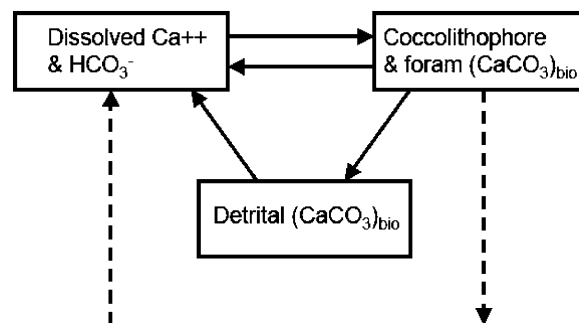 Dissolved Ca++
& HCO₃⁻
Coccolithophore
& foram (CaCO₃)bio
Detrital (CaCO₃)bio